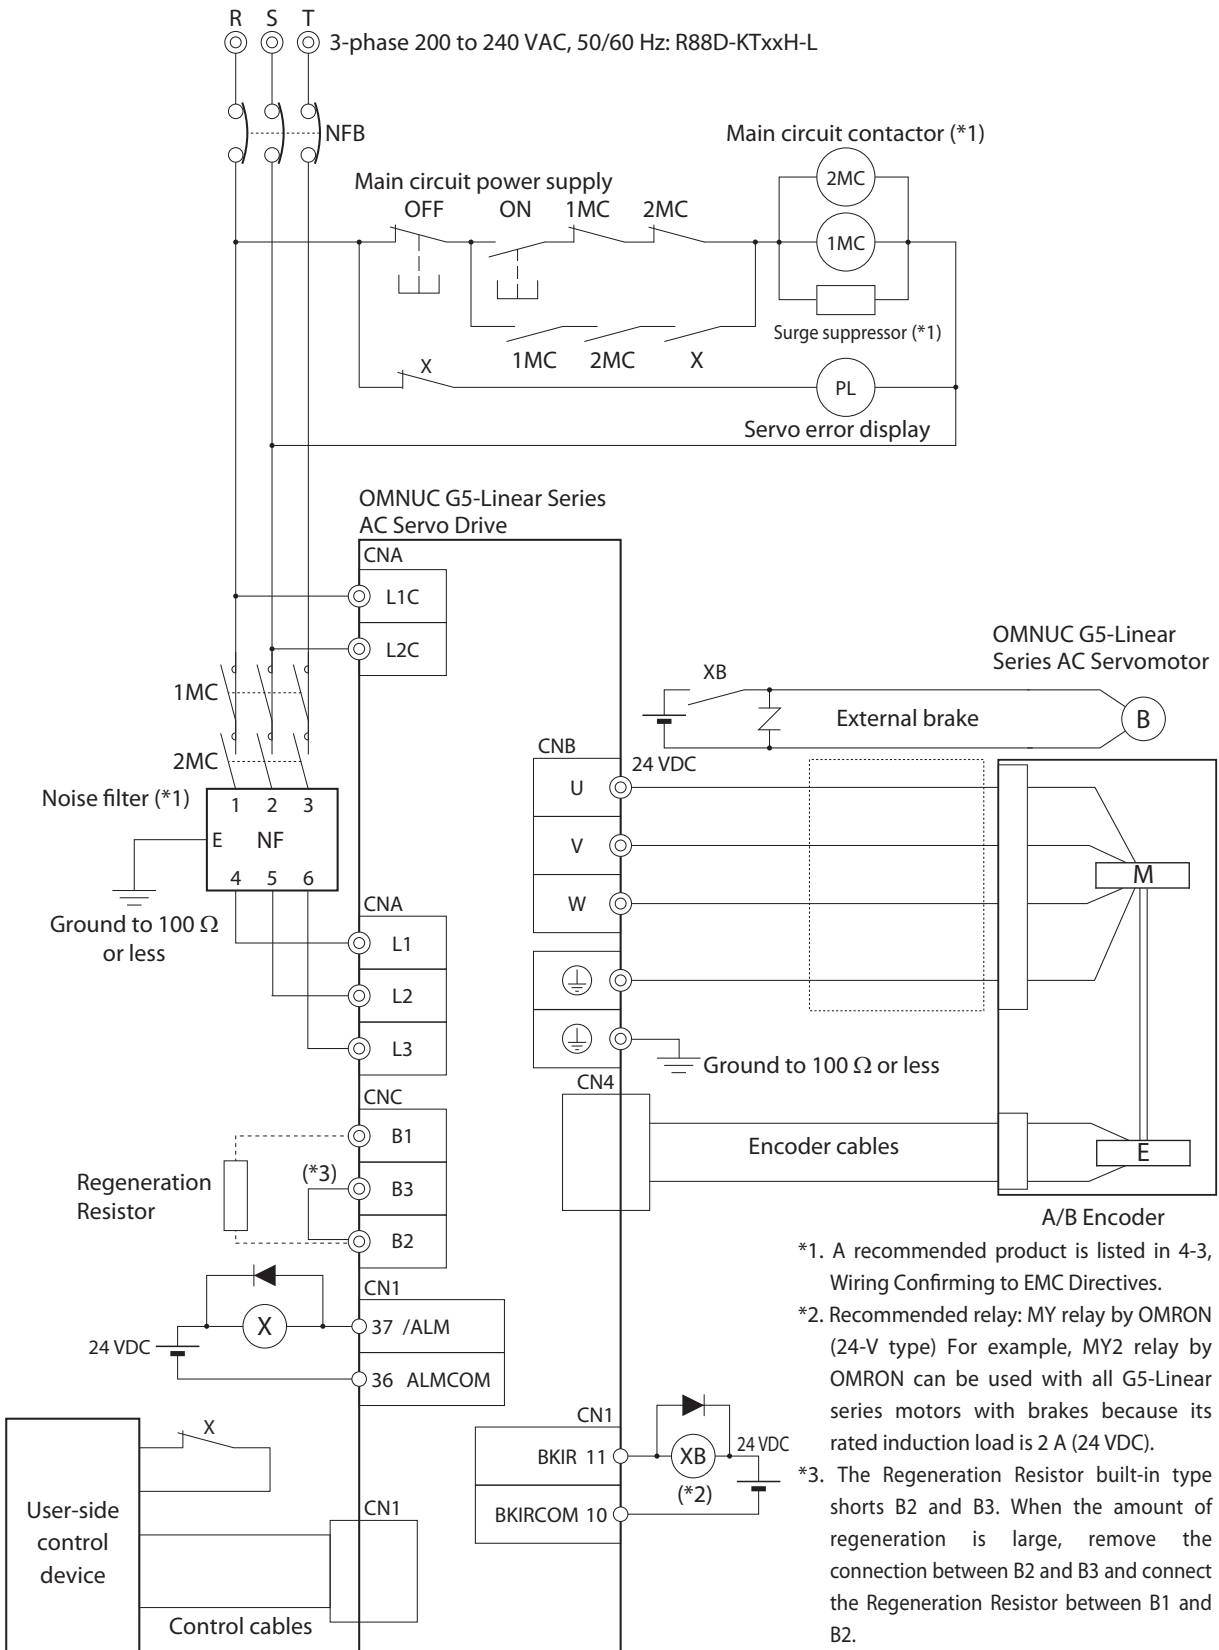 R S T
3-phase 200 to 240 VAC, 50/60 Hz: R88D-KTxxH-L
NFB
Main circuit contactor (*1)
2MC
Main circuit power supply
OFF ON 1MC 2MC
1MC
Surge suppressor (*1)
1MC 2MC X
X
PL
Servo error display
OMNUC G5-Linear Series
AC Servo Drive
CNA
L1C
L2C
OMNUC G5-Linear
Series AC Servomotor
XB
1MC
External brake
B
CNB
24 VDC
2MC
U
Noise filter (*1)
1 2 3
E NF
V
4 5 6
M
CNA
W
Ground to 100 Ω
or less
L1
L2
L3
Ground to 100 Ω or less
CN4
CNC
B1
Encoder cables
E
Regeneration
Resistor
(*3)
B3
B2
A/B Encoder
CN1
X
37 /ALM
24 VDC
36 ALMCOM
CN1
24 VDC
BKIR 11
XB
(*2)
BKIRCOM 10
X
User-side
control
device
CN1
Control cables
*1. A recommended product is listed in 4-3,
Wiring Confirming to EMC Directives.
*2. Recommended relay: MY relay by OMRON
(24-V type) For example, MY2 relay by
OMRON can be used with all G5-Linear
series motors with brakes because its
rated induction load is 2 A (24 VDC).
*3. The Regeneration Resistor built-in type
shorts B2 and B3. When the amount of
regeneration is large, remove the
connection between B2 and B3 and connect
the Regeneration Resistor between B1 and
B2.